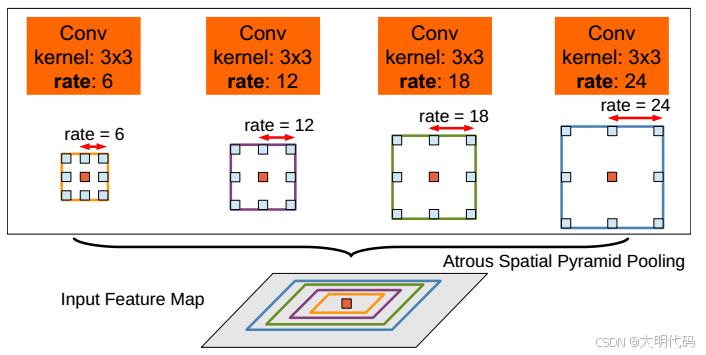 Conv
kernel: 3x3
rate: 6
Conv
kernel: 3x3
rate: 12
Conv
kernel: 3x3
rate: 18
Conv
kernel: 3x3
rate: 24
rate = 6
rate = 12
rate = 18
rate = 24
Atrous Spatial Pyramid Pooling
Input Feature Map
CSDN @大明代码